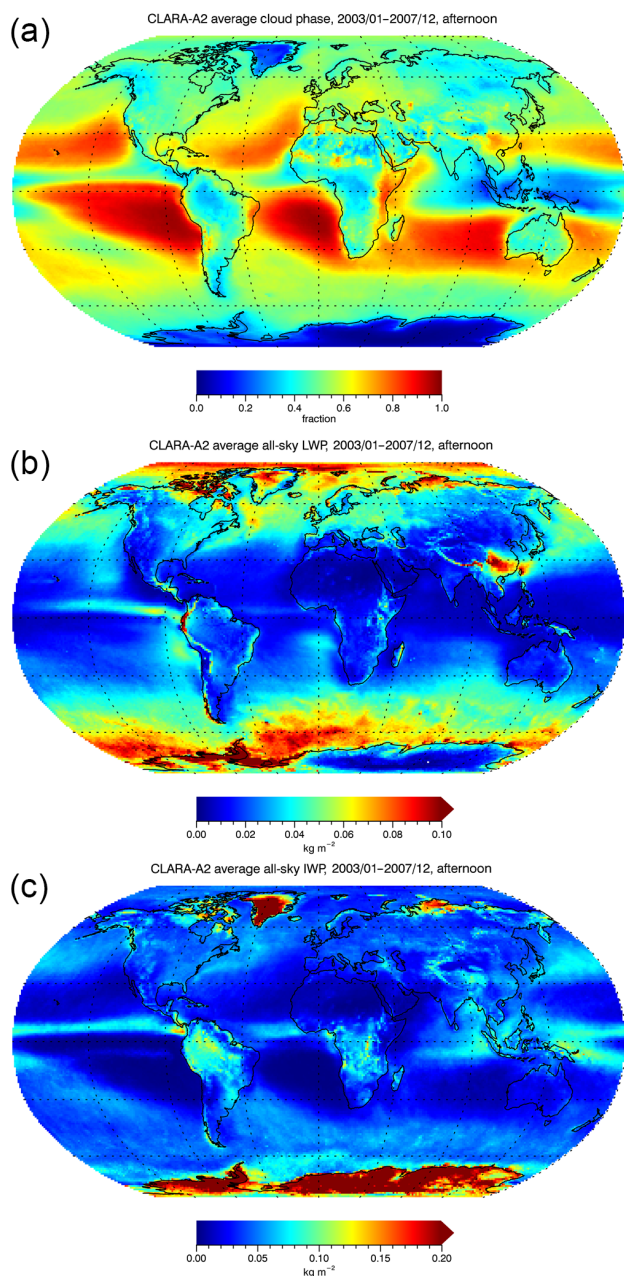 (a)
CLARA-A2 average cloud phase, 2003/01–2007/12, afternoon
0.0 0.2 0.4 0.6 0.8 1.0
fraction
(b)
CLARA-A2 average all-sky LWP, 2003/01–2007/12, afternoon
0.00 0.02 0.04 0.06 0.08 0.10
kg m⁻²
(c)
CLARA-A2 average all-sky IWP, 2003/01–2007/12, afternoon
0.00 0.05 0.10 0.15 0.20
kg m⁻²